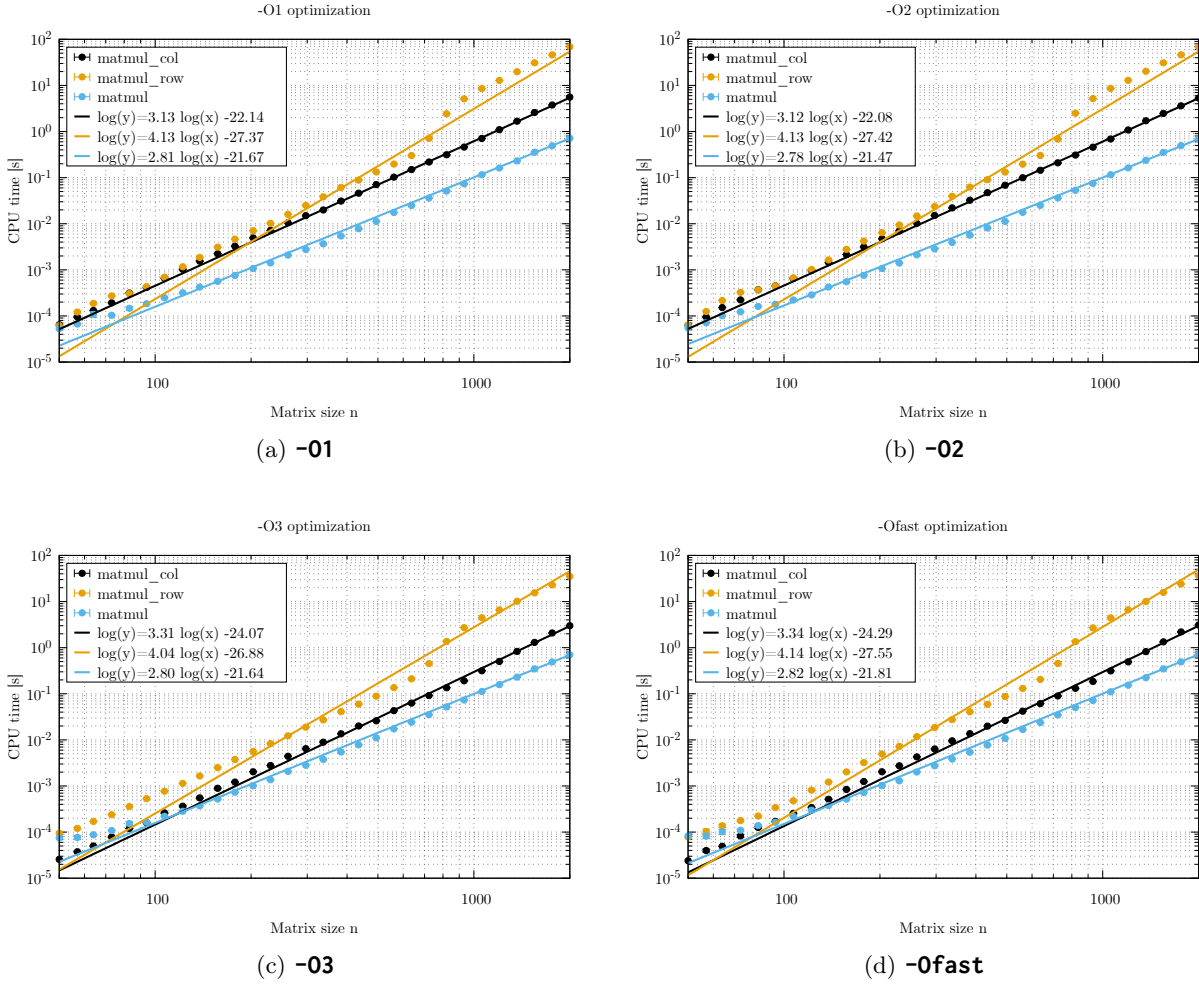 -O1 optimization
CPU time [s]
10^2
10^1
10^0
10^-1
10^-2
10^-3
10^-4
10^-5
matmul_col
matmul_row
matmul
log(y)=3.13 log(x) -22.14
log(y)=4.13 log(x) -27.37
log(y)=2.81 log(x) -21.67
100 1000
Matrix size n
(a) -O1
-O2 optimization
CPU time [s]
10^2
10^1
10^0
10^-1
10^-2
10^-3
10^-4
10^-5
matmul_col
matmul_row
matmul
log(y)=3.12 log(x) -22.08
log(y)=4.13 log(x) -27.42
log(y)=2.78 log(x) -21.47
100 1000
Matrix size n
(b) -O2
-O3 optimization
CPU time [s]
10^2
10^1
10^0
10^-1
10^-2
10^-3
10^-4
10^-5
matmul_col
matmul_row
matmul
log(y)=3.31 log(x) -24.07
log(y)=4.04 log(x) -26.88
log(y)=2.80 log(x) -21.64
100 1000
Matrix size n
(c) -O3
-Ofast optimization
CPU time [s]
10^2
10^1
10^0
10^-1
10^-2
10^-3
10^-4
10^-5
matmul_col
matmul_row
matmul
log(y)=3.34 log(x) -24.29
log(y)=4.14 log(x) -27.55
log(y)=2.82 log(x) -21.81
100 1000
Matrix size n
(d) -Ofast